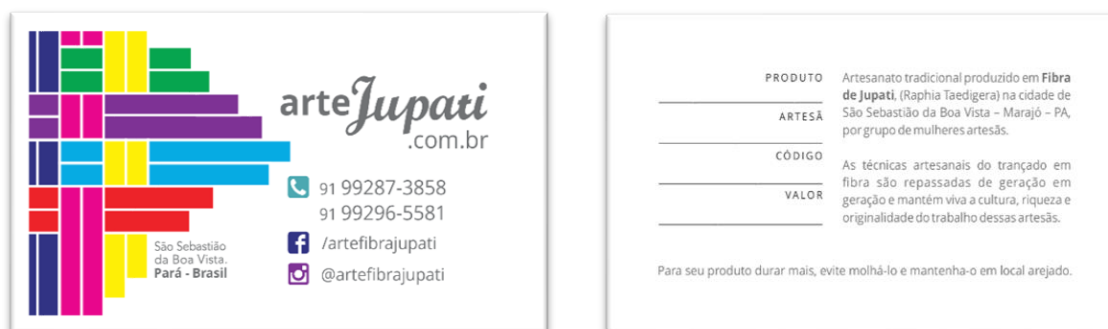 arteJupati
.com.br
91 99287-3858
91 99296-5581
/artefibrajupati
@artefibrajupati
São Sebastião
da Boa Vista.
Pará - Brasil
PRODUTO
ARTESÃ
CÓDIGO
VALOR
Artesanato tradicional produzido em Fibra
de Jupati, (Raphia Taedigera) na cidade de
São Sebastião da Boa Vista – Marajó – PA,
por grupo de mulheres artesãs.
As técnicas artesanais do trançado em
fibra são repassadas de geração em
geração e mantém viva a cultura, riqueza e
originalidade do trabalho dessas artesãs.
Para seu produto durar mais, evite molhá-lo e mantenha-o em local arejado.